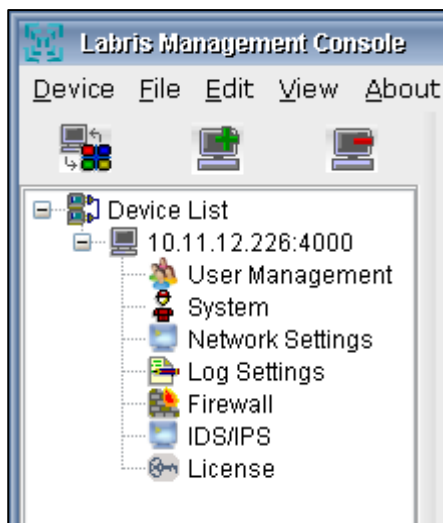 Labris Management Console
Device File Edit View About
Device List
10.11.12.226:4000
User Management
System
Network Settings
Log Settings
Firewall
IDS/IPS
License